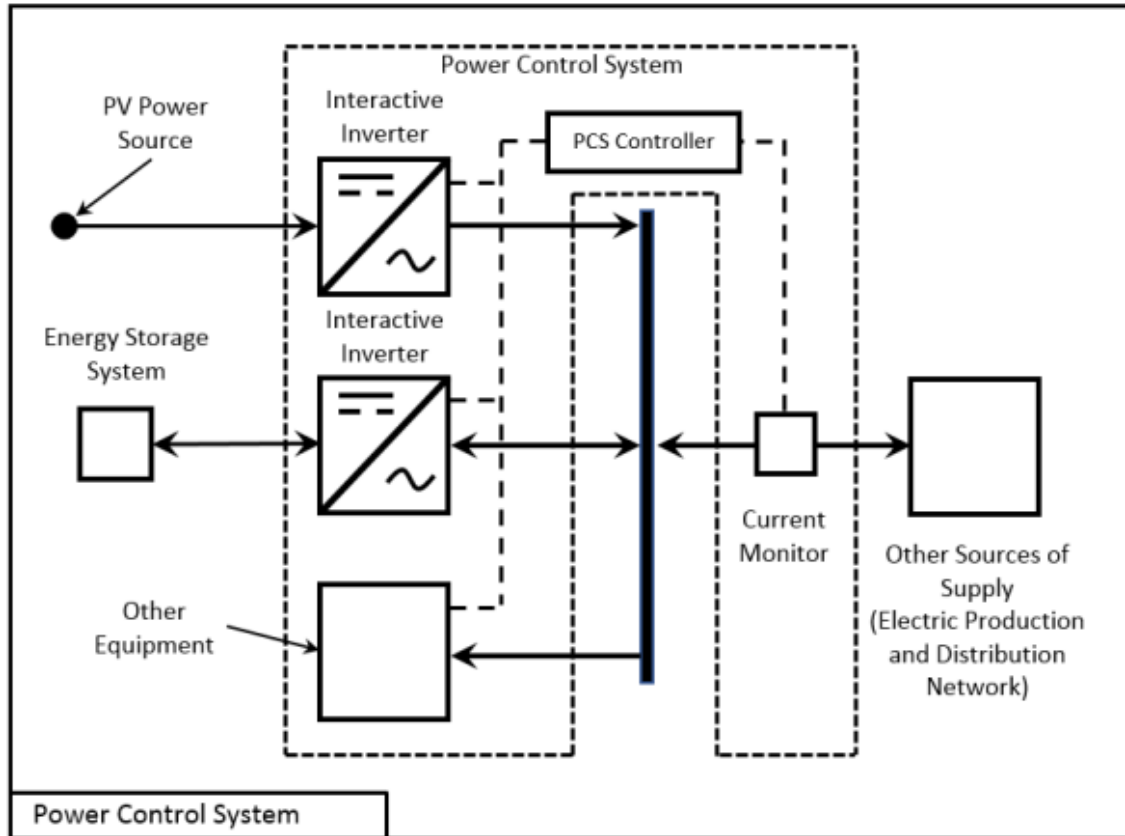 Power Control System
PV Power
Source
Interactive
Inverter
PCS Controller
Energy Storage
System
Interactive
Inverter
Current
Monitor
Other Sources of
Supply
(Electric Production
and Distribution
Network)
Other
Equipment
Power Control System